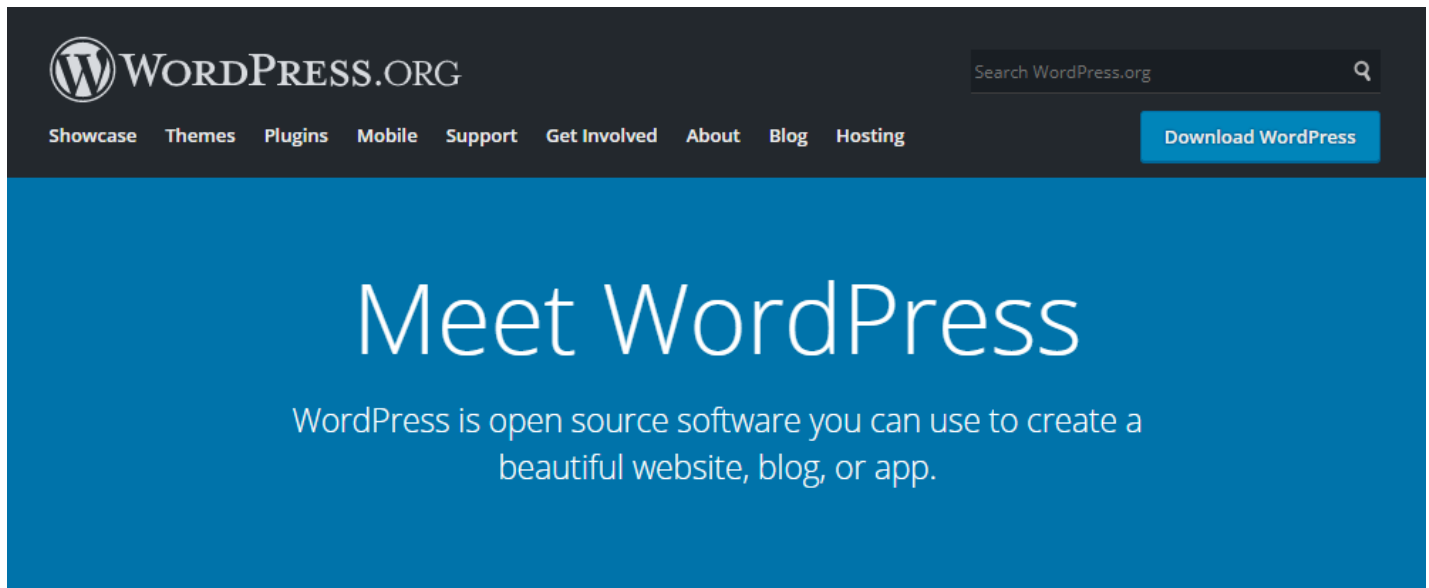 WORDPRESS.ORG
Search WordPress.org
Showcase Themes Plugins Mobile Support Get Involved About Blog Hosting
Download WordPress
Meet WordPress
WordPress is open source software you can use to create a
beautiful website, blog, or app.